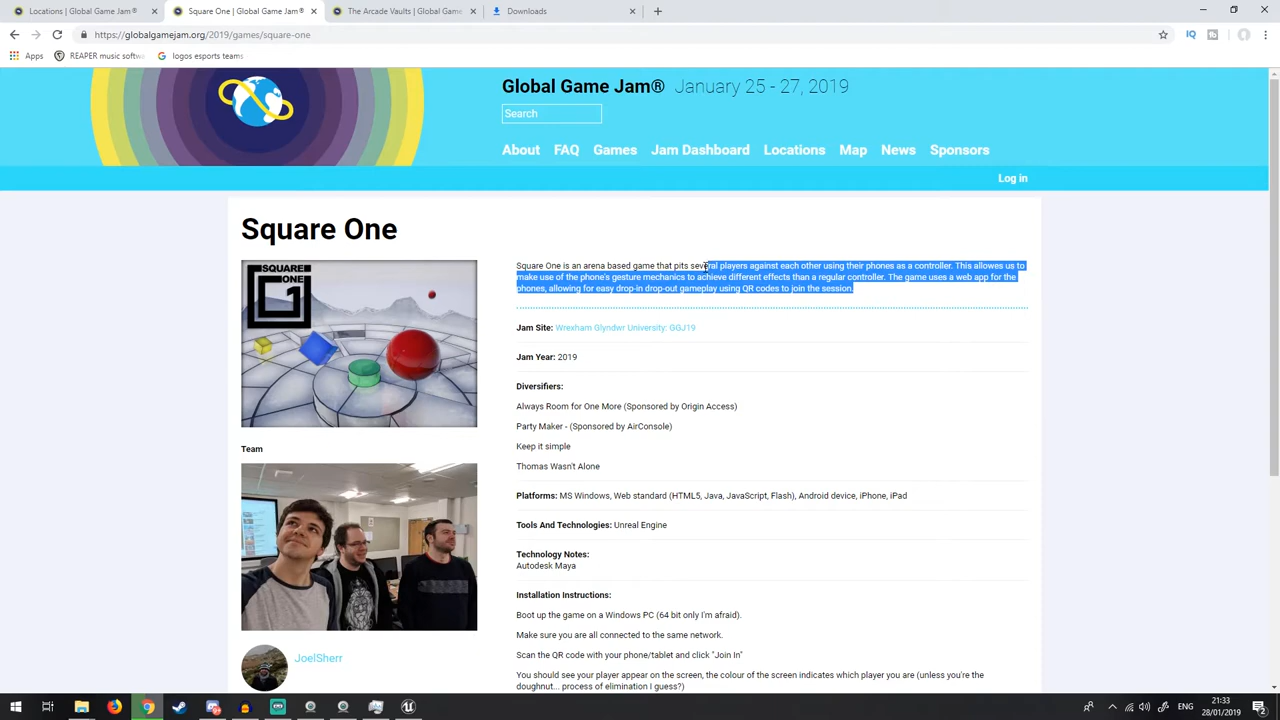 Locations | Global Game Jam®
Square One | Global Game Jam®
The Arcade Vaults | Global Game
Downloads
https://globalgamejam.org/2019/games/square-one
IQ
Apps
REAPER music softw
logos esports teams
Global Game Jam® January 25 - 27, 2019
Search
About FAQ Games Jam Dashboard Locations Map News Sponsors
Log in
Square One
SQUARE
ONE
1
Square One is an arena based game that pits several players against each other using their phones as a controller. This allowes us to
make use of the phone's gesture mechanics to achieve different effects than a regular controller. The game uses a web app for the
phones, allowing for easy drop-in drop-out gameplay using QR codes to join the session.
Jam Site: Wrexham Glyndwr University: GGJ19
Jam Year: 2019
Diversifiers:
Always Room for One More (Sponsored by Origin Access)
Party Maker - (Sponsored by AirConsole)
Keep it simple
Thomas Wasn't Alone
Platforms: MS Windows, Web standard (HTML5, Java, JavaScript, Flash), Android device, iPhone, iPad
Tools And Technologies: Unreal Engine
Technology Notes:
Autodesk Maya
Installation Instructions:
Boot up the game on a Windows PC (64 bit only I'm afraid).
Make sure you are all connected to the same network.
Scan the QR code with your phone/tablet and click "Join In"
You should see your player appear on the screen, the colour of the screen indicates which player you are (unless you're the
doughnut... process of elimination I guess?)
Team
JoelSherr
ENG
21:33
28/01/2019
2